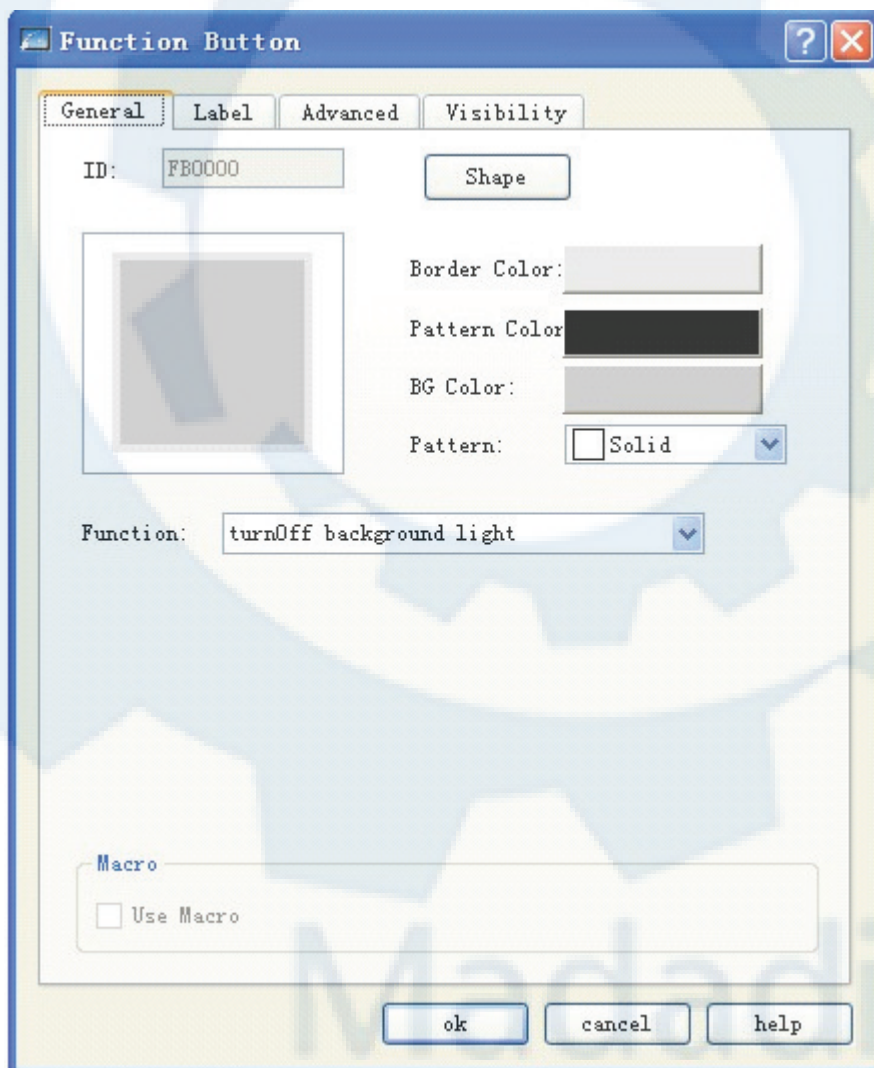 Function Button
General Label Advanced Visibility
ID: FB0000 Shape
Border Color:
Pattern Color
BG Color:
Pattern: Solid
Function: turnOff background light
Macro
Use Macro
Madadi
ok cancel help